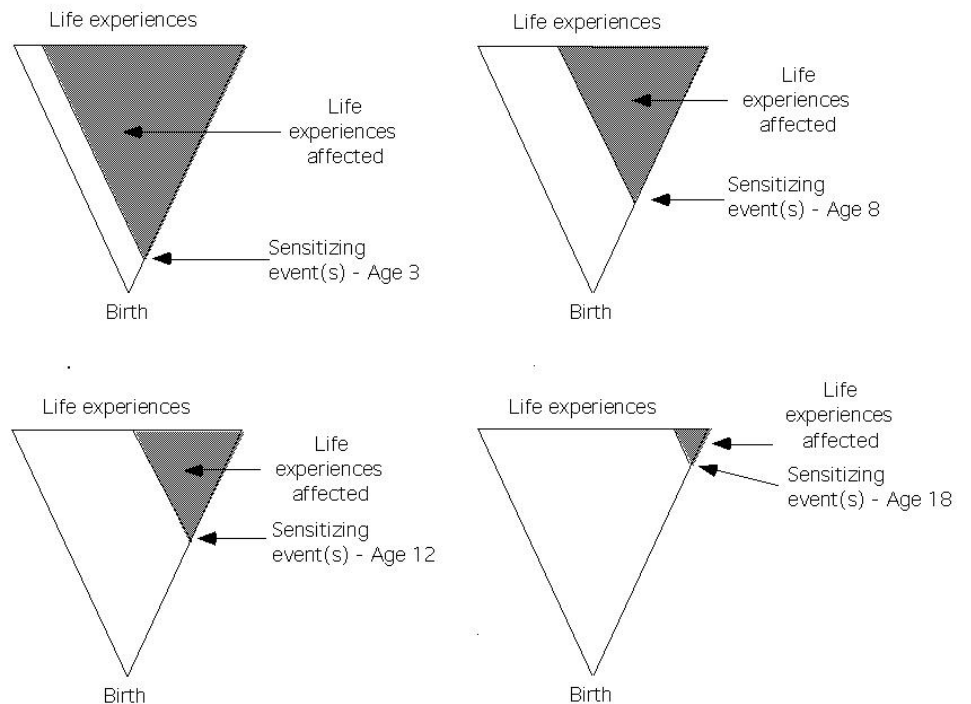 Life experiences
Life
experiences
affected
Sensitizing
event(s) - Age 3
Birth
Life experiences
Life
experiences
affected
Sensitizing
event(s) - Age 8
Birth
Life experiences
Life
experiences
affected
Sensitizing
event(s) - Age 12
Birth
Life experiences
Life
experiences
affected
Sensitizing
event(s) - Age 18
Birth